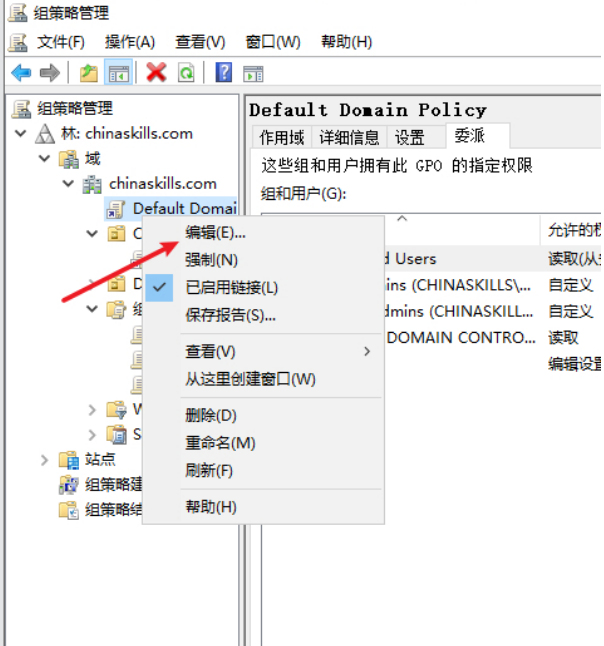 组策略管理
文件(F) 操作(A) 查看(V) 窗口(W) 帮助(H)
组策略管理
林: chinaskills.com
域
chinaskills.com
Default Domai
C
D
组
W
S
站点
组策略建
组策略结
Default Domain Policy
作用域 详细信息 设置 委派
这些组和用户拥有此 GPO 的指定权限
组和用户(G):
允许的权
d Users 读取(从
ins (CHINASKILLS\... 自定义
dmins (CHINASKILL... 自定义
DOMAIN CONTRO... 读取
编辑设
编辑(E)...
强制(N)
已启用链接(L)
保存报告(S)...
查看(V)
从这里创建窗口(W)
删除(D)
重命名(M)
刷新(F)
帮助(H)